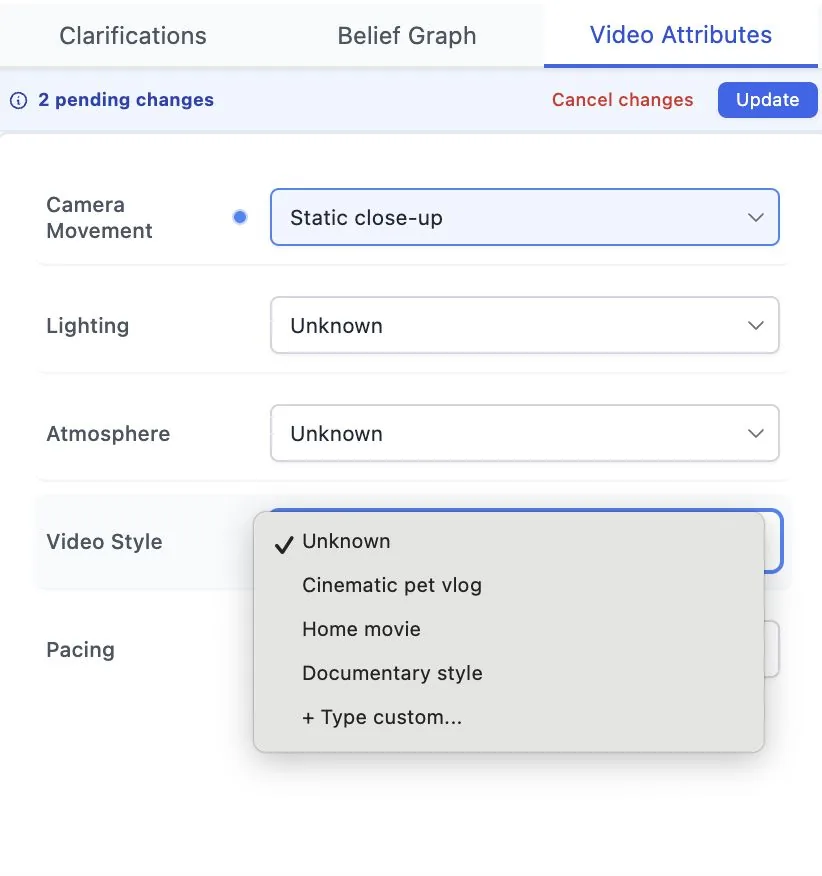 Clarifications Belief Graph Video Attributes
2 pending changes Cancel changes Update
Camera
Movement
Static close-up
Lighting Unknown
Atmosphere Unknown
Video Style
Unknown
Cinematic pet vlog
Home movie
Documentary style
+ Type custom...
Pacing